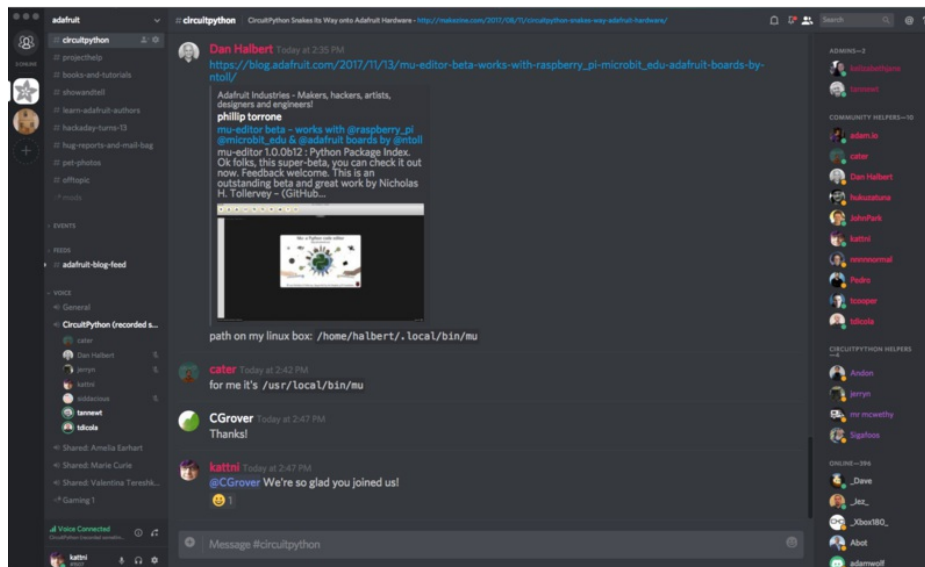 adafruit
# circuitpython
CircuitPython Snakes Its Way onto Adafruit Hardware - http://makezine.com/2017/08/11/circuitpython-snakes-way-adafruit-hardware/
Search
# circuitpython
# projecthelp
# books-and-tutorials
# showandtell
# learn-adafruit-authors
# hackaday-turns-13
# hug-reports-and-mail-bag
# pet-photos
# offtopic
mods
EVENTS
FEEDS
# adafruit-blog-feed
VOICE
General
CircuitPython (recorded s...
cater
Dan Halbert
jerryn
kattni
siddacious
tannewt
tdicola
Shared: Amelia Earhart
Shared: Marie Curie
Shared: Valentina Tereshk...
Gaming 1
Voice Connected
kattni
Dan Halbert Today at 2:35 PM
https://blog.adafruit.com/2017/11/13/mu-editor-beta-works-with-raspberry_pi-microbit_edu-adafruit-boards-by-
ntoll/
Adafruit Industries - Makers, hackers, artists,
designers and engineers!
phillip torrone
mu-editor beta – works with @raspberry_pi
@microbit_edu & @adafruit boards by @ntoll
mu-editor 1.0.0b12 : Python Package Index.
Ok folks, this super-beta, you can check it out
now. Feedback welcome. This is an
outstanding beta and great work by Nicholas
H. Tollervey – (GitHub...
path on my linux box: /home/halbert/.local/bin/mu
cater Today at 2:42 PM
for me it's /usr/local/bin/mu
CGrover Today at 2:47 PM
Thanks!
kattni Today at 2:47 PM
@CGrover We're so glad you joined us!
1
Message #circuitpython
ADMINS—2
tannewt
COMMUNITY HELPERS—10
adam.io
cater
Dan Halbert
hukuzatuna
JohnPark
kattni
nnnnnormal
Pedro
tcooper
tdicola
CIRCUITPYTHON HELPERS
—4
Andon
jerryn
mr mcwethy
Sigafoos
ONLINE—396
_Dave
_Jez_
_Xbox180_
Abot
adamwolf